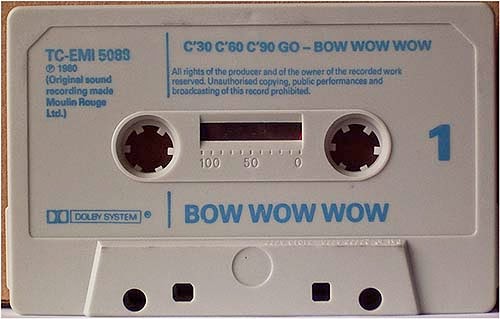 TC-EMI 5088
℗ 1980
(Original sound
recording made
Moulin Rouge
Ltd.)
C'30 C'60 C'90 GO – BOW WOW WOW
All rights of the producer and of the owner of the recorded work
reserved. Unauthorised copying, public performances and
broadcasting of this record prohibited.
100 50 0
1
DOLBY SYSTEM ®
BOW WOW WOW